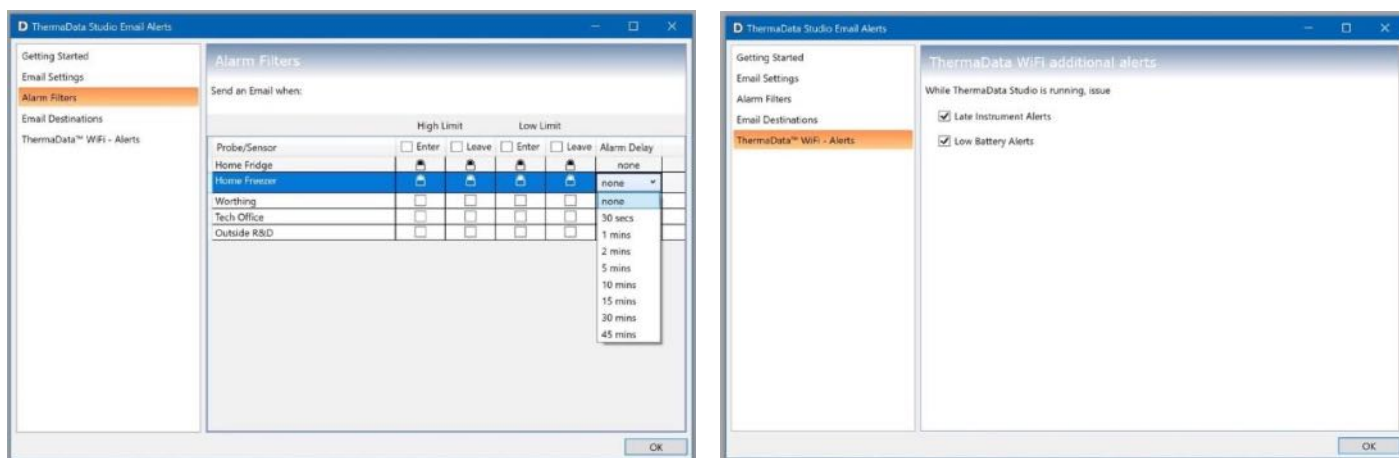 D ThermaData Studio Email Alerts
Getting Started
Email Settings
Alarm Filters
Email Destinations
ThermaData™ WiFi - Alerts
Alarm Filters
Send an Email when:
High Limit Low Limit
Probe/Sensor Enter Leave Enter Leave Alarm Delay
Home Fridge none
Home Freezer none
Worthing none
Tech Office 30 secs
Outside R&D 1 mins
2 mins
5 mins
10 mins
15 mins
30 mins
45 mins
OK
D ThermaData Studio Email Alerts
Getting Started
Email Settings
Alarm Filters
Email Destinations
ThermaData™ WiFi - Alerts
ThermaData WiFi additional alerts
While ThermaData Studio is running, issue
Late Instrument Alerts
Low Battery Alerts
OK